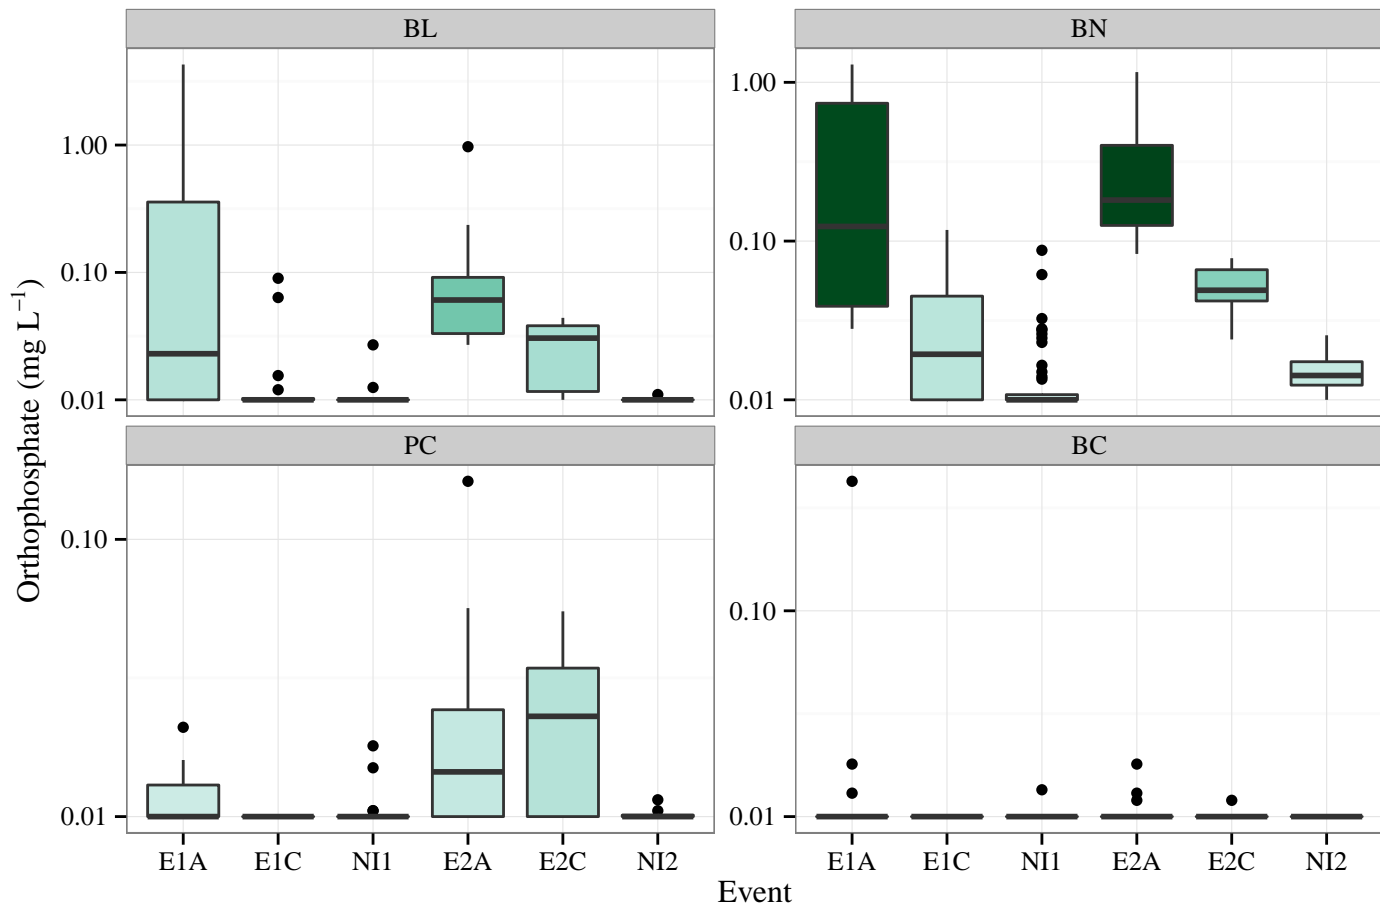 BL
BN
1.00
0.10
0.01
1.00
0.10
0.01
PC
BC
0.10
0.01
0.10
0.01
Orthophosphate (mg L⁻¹)
E1A E1C NI1 E2A E2C NI2
E1A E1C NI1 E2A E2C NI2
Event